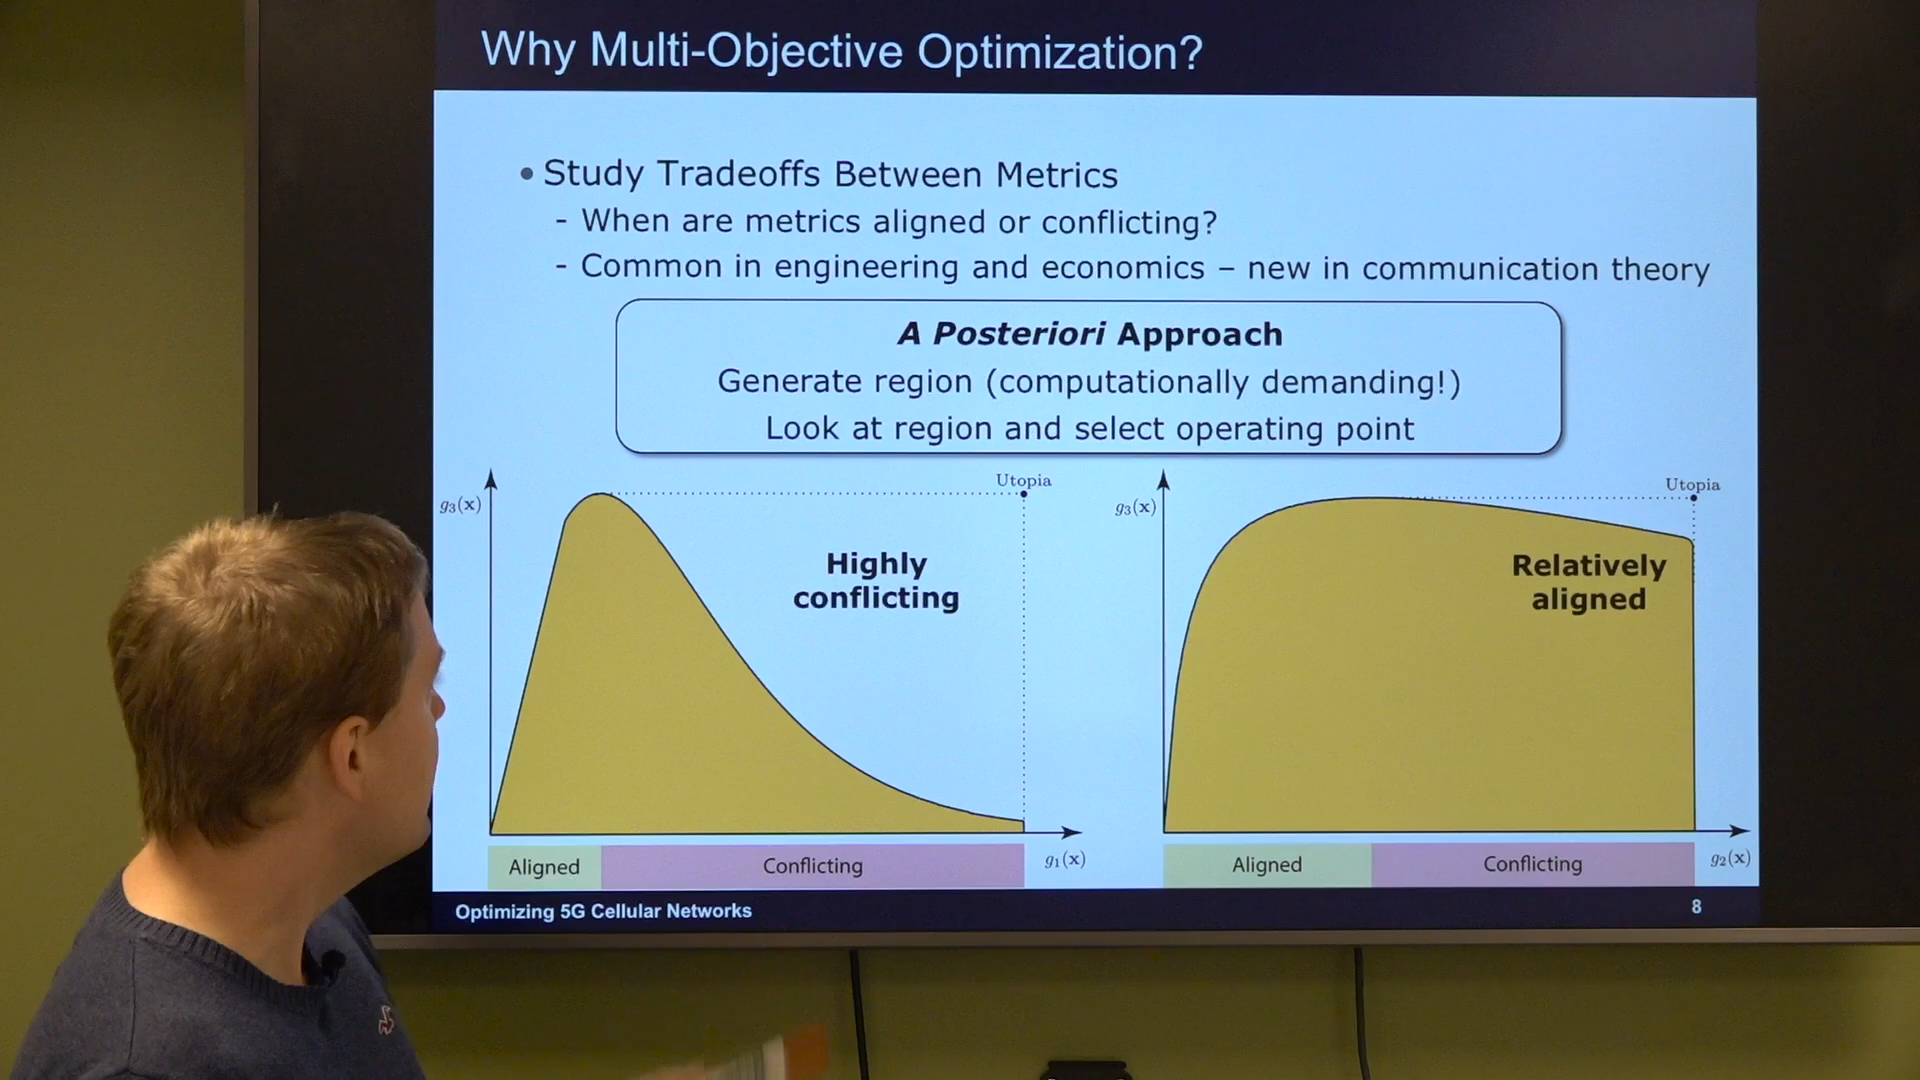 Why Multi-Objective Optimization?
• Study Tradeoffs Between Metrics
- When are metrics aligned or conflicting?
- Common in engineering and economics – new in communication theory
A Posteriori Approach
Generate region (computationally demanding!)
Look at region and select operating point
g₃(x)
Utopia
Highly
conflicting
Aligned
Conflicting
g₁(x)
g₃(x)
Utopia
Relatively
aligned
Aligned
Conflicting
g₂(x)
Optimizing 5G Cellular Networks
8